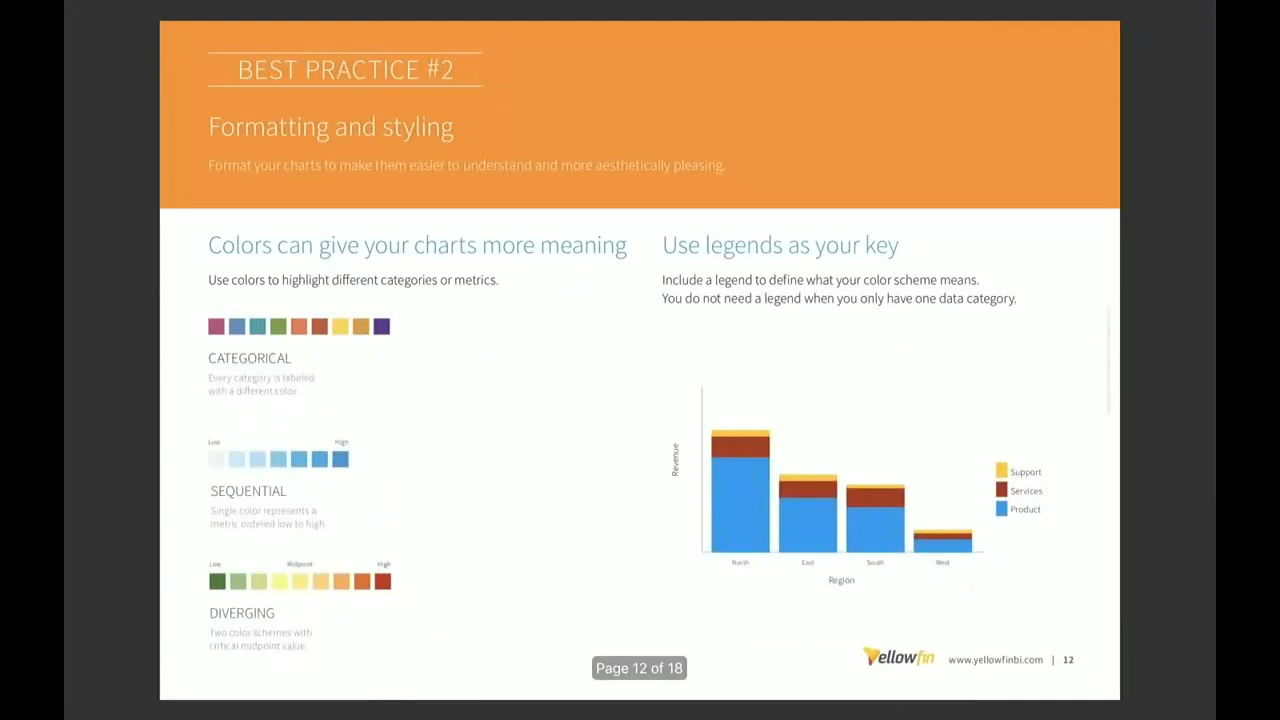 BEST PRACTICE #2
Formatting and styling
Format your charts to make them easier to understand and more aesthetically pleasing.
Colors can give your charts more meaning
Use colors to highlight different categories or metrics.
CATEGORICAL
Every category is labeled
with a different color.
Low High
SEQUENTIAL
Single color represents a
metric ordered low to high.
Low Midpoint High
DIVERGING
Two color schemes with
critical midpoint value.
Use legends as your key
Include a legend to define what your color scheme means.
You do not need a legend when you only have one data category.
Revenue
Support
Services
Product
North East South West
Region
Page 12 of 18
Yellowfin www.yellowfinbi.com | 12